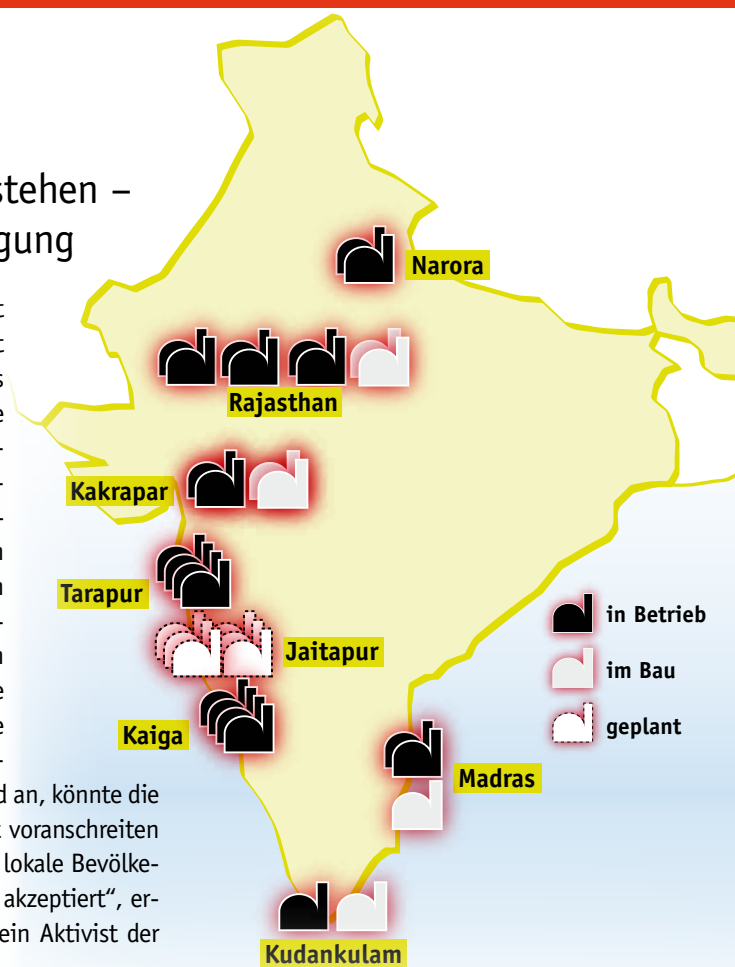 stehen –
gung
t
t
s
e
-
-
-
n
n
-
n
e
e
-
d an, könnte die
voranschreiten
lokale Bevölke-
akzeptiert“, er-
ein Aktivist der
Narora
Rajasthan
Kakrapar
Tarapur
Jaitapur
Kaiga
Madras
Kudankulam
in Betrieb
im Bau
geplant